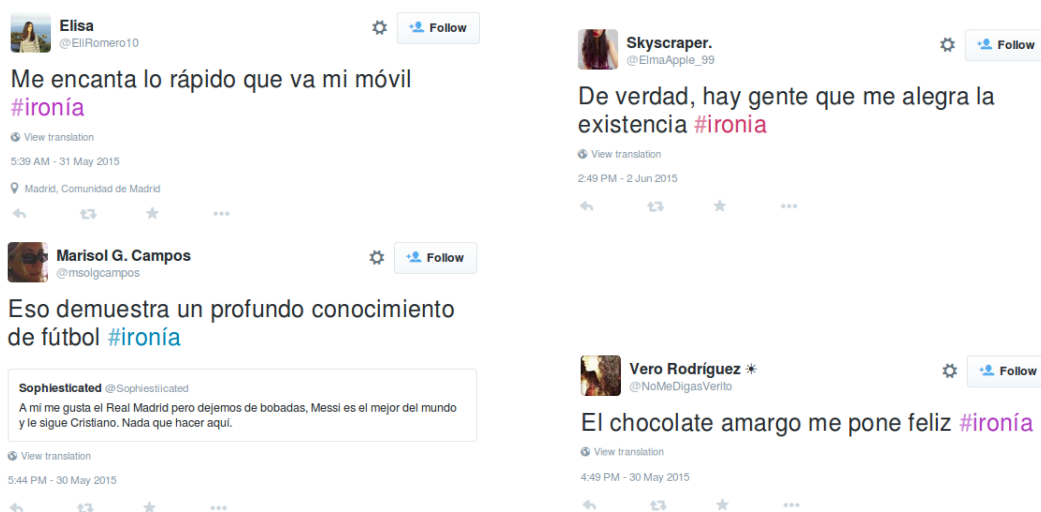 Elisa
@EliRomero10
Follow
Me encanta lo rápido que va mi móvil
#ironía
View translation
5:39 AM - 31 May 2015
Madrid, Comunidad de Madrid
Skyscraper.
@ElmaApple_99
Follow
De verdad, hay gente que me alegra la
existencia #ironia
View translation
2:49 PM - 2 Jun 2015
Marisol G. Campos
@msolgcampos
Follow
Eso demuestra un profundo conocimiento
de fútbol #ironía
Sophiesticated @Sophiestiicated
A mí me gusta el Real Madrid pero dejemos de bobadas, Messi es el mejor del mundo
y le sigue Cristiano. Nada que hacer aquí.
View translation
5:44 PM - 30 May 2015
Vero Rodríguez ☀
@NoMeDigasVerito
Follow
El chocolate amargo me pone feliz #ironía
View translation
4:49 PM - 30 May 2015